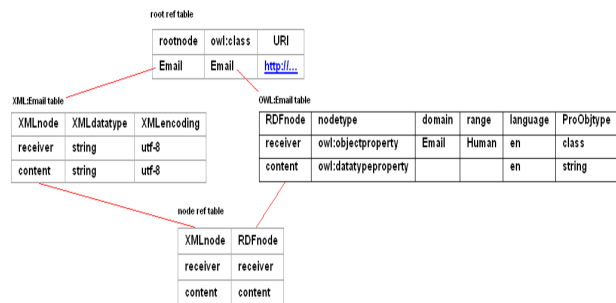 root ref table
rootnode owl:class URI
Email Email http://...
XML:Email table
XMLnode XMLdatatype XMLencoding
receiver string utf-8
content string utf-8
OWL:Email table
RDFnode nodetype domain range language ProObjtype
receiver owl:objectproperty Email Human en class
content owl:datatypeproperty en string
node ref table
XMLnode RDFnode
receiver receiver
content content